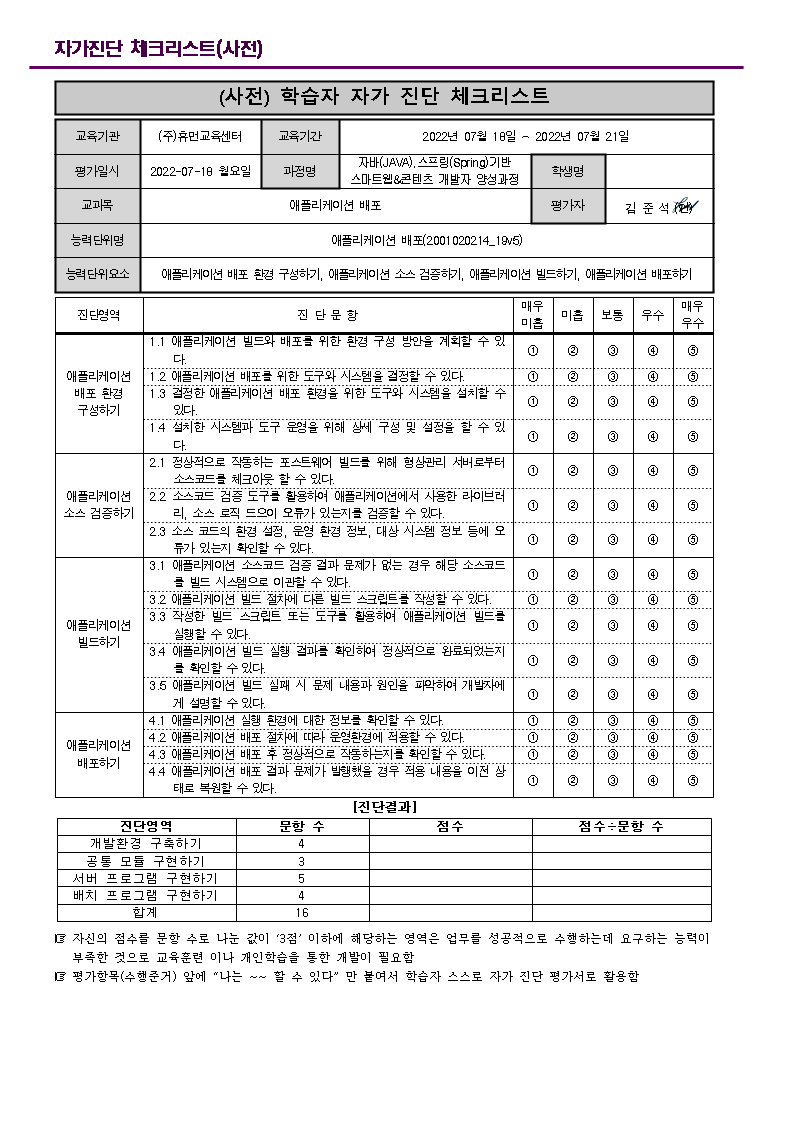 자가진단 체크리스트(사전)
(사전) 학습자 자가 진단 체크리스트
교육기관 (주)휴먼교육센터 교육기간 2022년 07월 18일 ~ 2022년 07월 21일
평가일시 2022-07-18 월요일 과정명 자바(JAVA),스프링(Spring)기반
스마트웹&콘텐츠 개발자 양성과정 학생명
교과목 애플리케이션 배포 평가자 김 준 석 (인)
능력단위명 애플리케이션 배포(2001020214_19v5)
능력단위요소 애플리케이션 배포 환경 구성하기, 애플리케이션 소스 검증하기, 애플리케이션 빌드하기, 애플리케이션 배포하기
진단영역 진 단 문 항 매우 미흡 미흡 보통 우수 매우 우수
애플리케이션
배포 환경
구성하기
1.1 애플리케이션 빌드와 배포를 위한 환경 구성 방안을 계획할 수 있
다. ① ② ③ ④ ⑤
1.2 애플리케이션 배포를 위한 도구와 시스템을 결정할 수 있다. ① ② ③ ④ ⑤
1.3 결정한 애플리케이션 배포 환경을 위한 도구와 시스템을 설치할 수
있다. ① ② ③ ④ ⑤
1.4 설치한 시스템과 도구 운영을 위해 상세 구성 및 설정을 할 수 있
다. ① ② ③ ④ ⑤
애플리케이션
소스 검증하기
2.1 정상적으로 작동하는 포스트웨어 빌드를 위해 형상관리 서버로부터
소스코드를 체크아웃 할 수 있다. ① ② ③ ④ ⑤
2.2 소스코드 검증 도구를 활용하여 애플리케이션에서 사용한 라이브러
리, 소스 로직 드으이 오류가 있는지를 검증할 수 있다. ① ② ③ ④ ⑤
2.3 소스 코드의 환경 설정, 운영 환경 정보, 대상 시스템 정보 등에 오
류가 있는지 확인할 수 있다. ① ② ③ ④ ⑤
애플리케이션
빌드하기
3.1 애플리케이션 소스코드 검증 결과 문제가 없는 경우 해당 소스코드
를 빌드 시스템으로 이관할 수 있다. ① ② ③ ④ ⑤
3.2 애플리케이션 빌드 절차에 다른 빌드 스크립트를 작성할 수 있다. ① ② ③ ④ ⑤
3.3 작성한 빌드 스크립트 또는 도구를 활용하여 애플리케이션 빌드를
실행할 수 있다. ① ② ③ ④ ⑤
3.4 애플리케이션 빌드 실행 결과를 확인하여 정상적으로 완료되었는지
를 확인할 수 있다. ① ② ③ ④ ⑤
3.5 애플리케이션 빌드 실패 시 문제 내용과 원인을 파악하여 개발자에
게 설명할 수 있다. ① ② ③ ④ ⑤
애플리케이션
배포하기
4.1 애플리케이션 실행 환경에 대한 정보를 확인할 수 있다. ① ② ③ ④ ⑤
4.2 애플리케이션 배포 절차에 따라 운영환경에 적용할 수 있다. ① ② ③ ④ ⑤
4.3 애플리케이션 배포 후 정상적으로 작동하는지를 확인할 수 있다. ① ② ③ ④ ⑤
4.4 애플리케이션 배포 결과 문제가 발행했을 경우 적용 내용을 이전 상
태로 복원할 수 있다. ① ② ③ ④ ⑤
[진단결과]
진단영역 문항 수 점수 점수÷문항 수
개발환경 구축하기 4
공통 모듈 구현하기 3
서버 프로그램 구현하기 5
배치 프로그램 구현하기 4
합계 16
☞ 자신의 점수를 문항 수로 나눈 값이 ‘3점’ 이하에 해당하는 영역은 업무를 성공적으로 수행하는데 요구하는 능력이
부족한 것으로 교육훈련 이나 개인학습을 통한 개발이 필요함
☞ 평가항목(수행준거) 앞에 “나는 ~~ 할 수 있다” 만 붙여서 학습자 스스로 자가 진단 평가서로 활용함